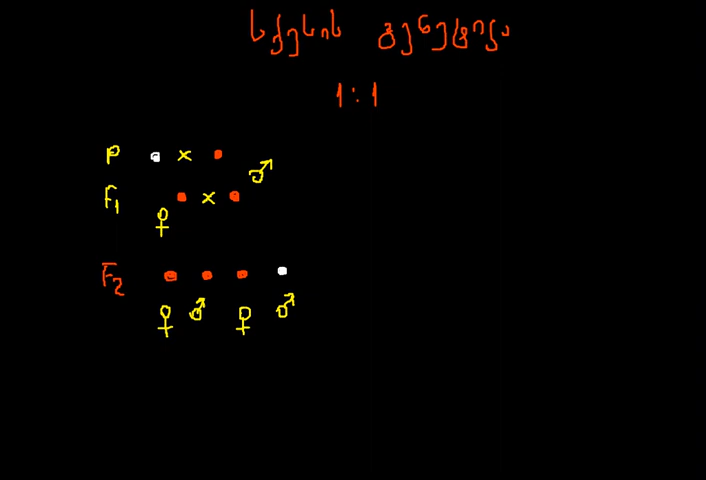 სქესის გენეტიკა
1:1
P × 
F₁ × ♂
♀
F₂
♀ ♂ ♀ ♂